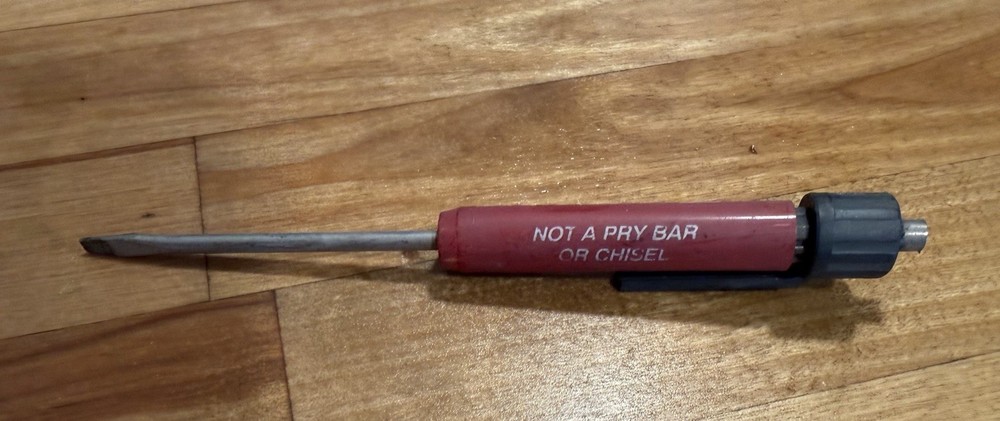 NOT A PRY BAR
OR CHISEL